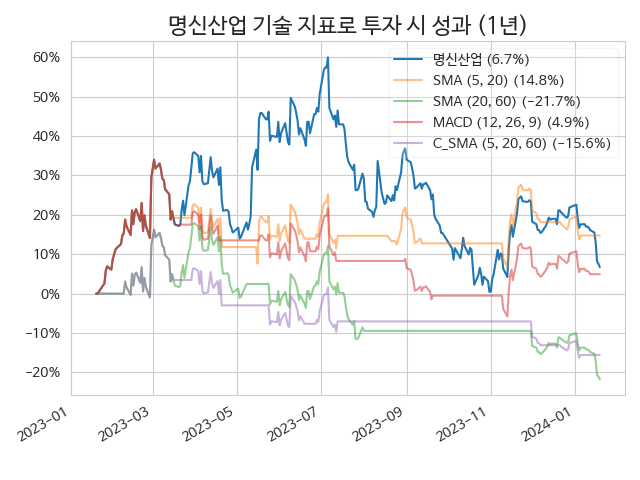 명신산업 기술 지표로 투자 시 성과 (1년)
명신산업 (6.7%)
SMA (5, 20) (14.8%)
SMA (20, 60) (−21.7%)
MACD (12, 26, 9) (4.9%)
C_SMA (5, 20, 60) (−15.6%)
60%
50%
40%
30%
20%
10%
0%
−10%
−20%
2023−01
2023−03
2023−05
2023−07
2023−09
2023−11
2024−01